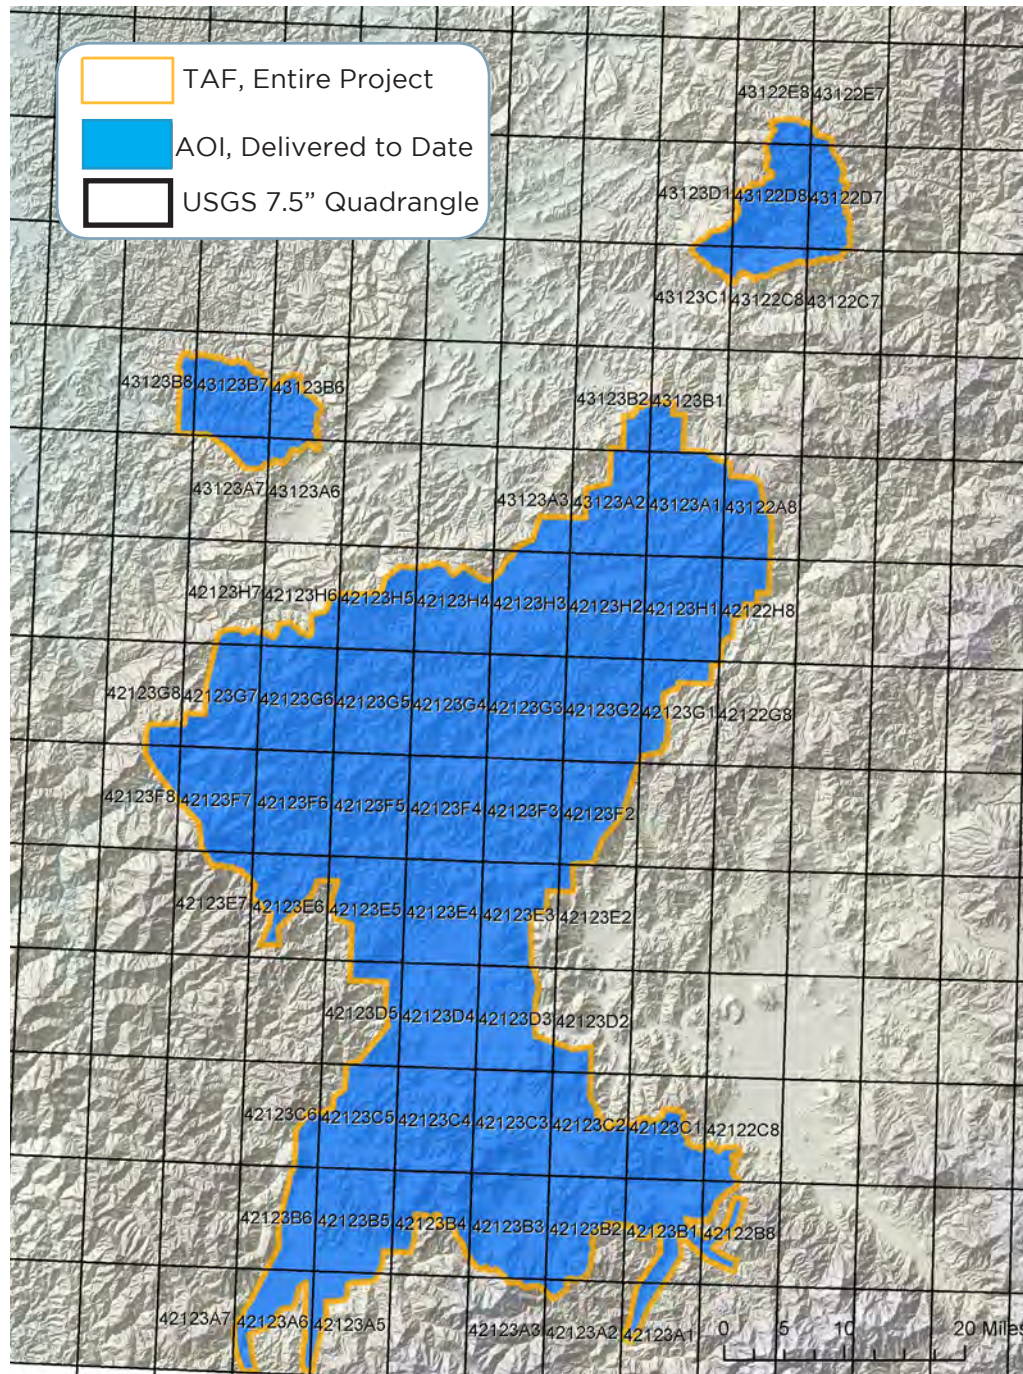 TAF, Entire Project
AOI, Delivered to Date
USGS 7.5” Quadrangle
43122E8 43122E7
43123D1 43122D8 43122D7
43123C1 43122C8 43122C7
43123B8 43123B7 43123B6
43123B2 43123B1
43123A7 43123A6
43123A3 43123A2 43123A1 43122A8
42123H7 42123H6 42123H5 42123H4 42123H3 42123H2 42123H1 42122H8
42123G8 42123G7 42123G6 42123G5 42123G4 42123G3 42123G2 42123G1 42122G8
42123F8 42123F7 42123F6 42123F5 42123F4 42123F3 42123F2
42123E7 42123E6 42123E5 42123E4 42123E3 42123E2
42123D5 42123D4 42123D3 42123D2
42123C6 42123C5 42123C4 42123C3 42123C2 42123C1 42122C8
42123B6 42123B5 42123B4 42123B3 42123B2 42123B1 42122B8
42123A7 42123A6 42123A5 42123A3 42123A2 42123A1
0 5 10 20 Miles